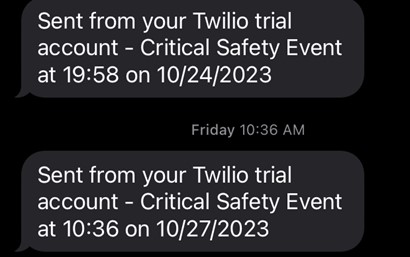 Sent from your Twilio trial
account - Critical Safety Event
at 19:58 on 10/24/2023
Friday 10:36 AM
Sent from your Twilio trial
account - Critical Safety Event
at 10:36 on 10/27/2023